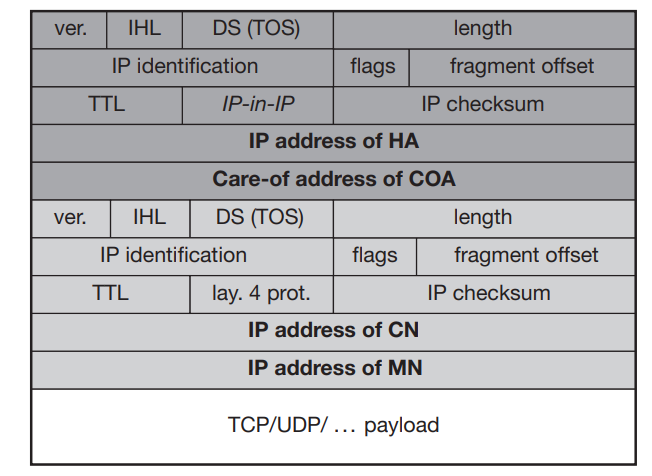 ver. IHL DS (TOS) length
IP identification flags fragment offset
TTL IP-in-IP IP checksum
IP address of HA
Care-of address of COA
ver. IHL DS (TOS) length
IP identification flags fragment offset
TTL lay. 4 prot. IP checksum
IP address of CN
IP address of MN
TCP/UDP/ ... payload